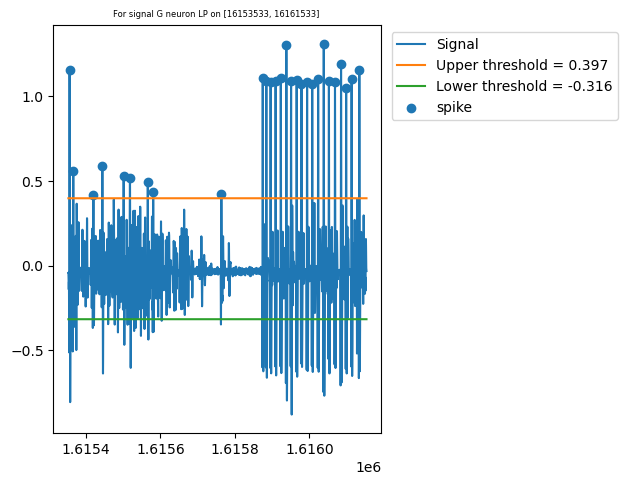 For signal G neuron LP on [16153533, 16161533]
Signal
Upper threshold = 0.397
Lower threshold = -0.316
spike
1.0
0.5
0.0
−0.5
1.6154 1.6156 1.6158 1.6160
1e6